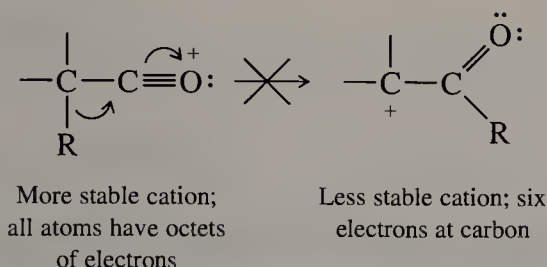 + O:
C C O: C C
+
R R
More stable cation;
all atoms have octets
of electrons
Less stable cation; six
electrons at carbon